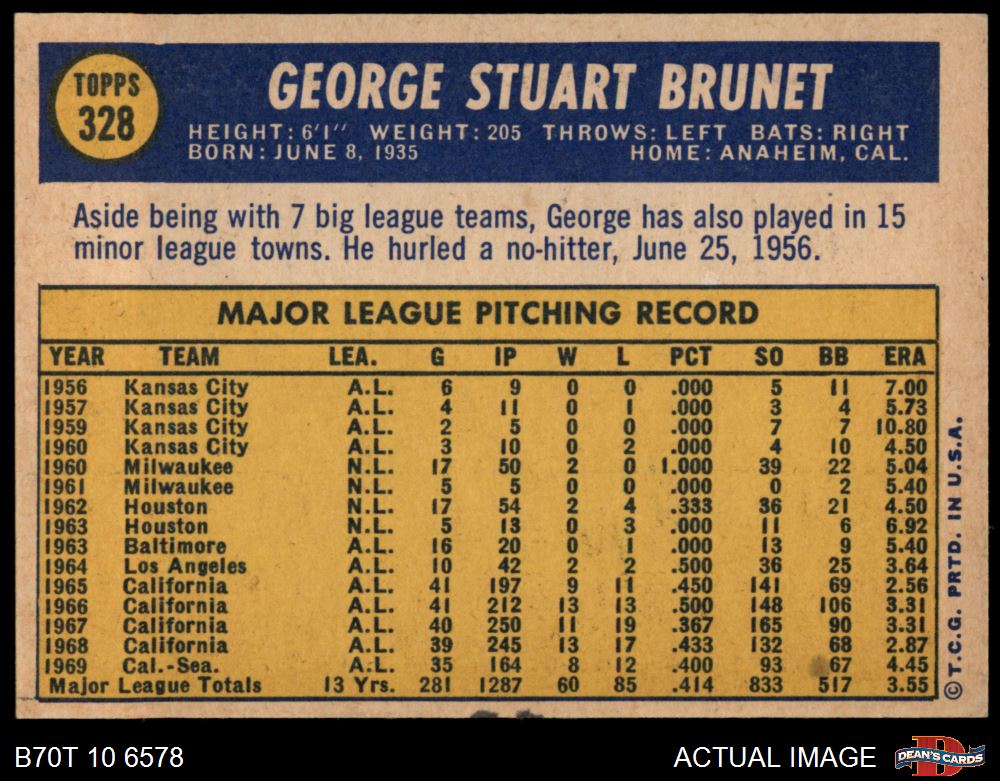 TOPPS
328
GEORGE STUART BRUNET
HEIGHT: 6'1" WEIGHT: 205 THROWS: LEFT BATS: RIGHT
BORN: JUNE 8, 1935 HOME: ANAHEIM, CAL.
Aside being with 7 big league teams, George has also played in 15
minor league towns. He hurled a no-hitter, June 25, 1956.
MAJOR LEAGUE PITCHING RECORD
YEAR TEAM LEA. G IP W L PCT SO BB ERA
1956 Kansas City A.L. 6 9 0 0 .000 5 11 7.00
1957 Kansas City A.L. 4 11 0 1 .000 3 4 5.73
1959 Kansas City A.L. 2 5 0 0 .000 7 7 10.80
1960 Kansas City A.L. 3 10 0 2 .000 4 10 4.50
1960 Milwaukee N.L. 17 50 2 0 1.000 39 22 5.04
1961 Milwaukee N.L. 5 5 0 0 .000 0 2 5.40
1962 Houston N.L. 17 54 2 4 .333 36 21 4.50
1963 Houston N.L. 5 13 0 3 .000 11 6 6.92
1963 Baltimore A.L. 16 20 0 1 .000 13 9 5.40
1964 Los Angeles A.L. 10 42 2 2 .500 36 25 3.64
1965 California A.L. 41 197 9 11 .450 141 69 2.56
1966 California A.L. 41 212 13 13 .500 148 106 3.31
1967 California A.L. 40 250 11 19 .367 165 90 3.31
1968 California A.L. 39 245 13 17 .433 132 68 2.87
1969 Cal.-Sea. A.L. 35 164 8 12 .400 93 67 4.45
Major League Totals 13 Yrs. 281 1287 60 85 .414 833 517 3.55
© T.C.G. PRTD. IN U.S.A.
B70T 10 6578 ACTUAL IMAGE
D
DEAN'S CARDS